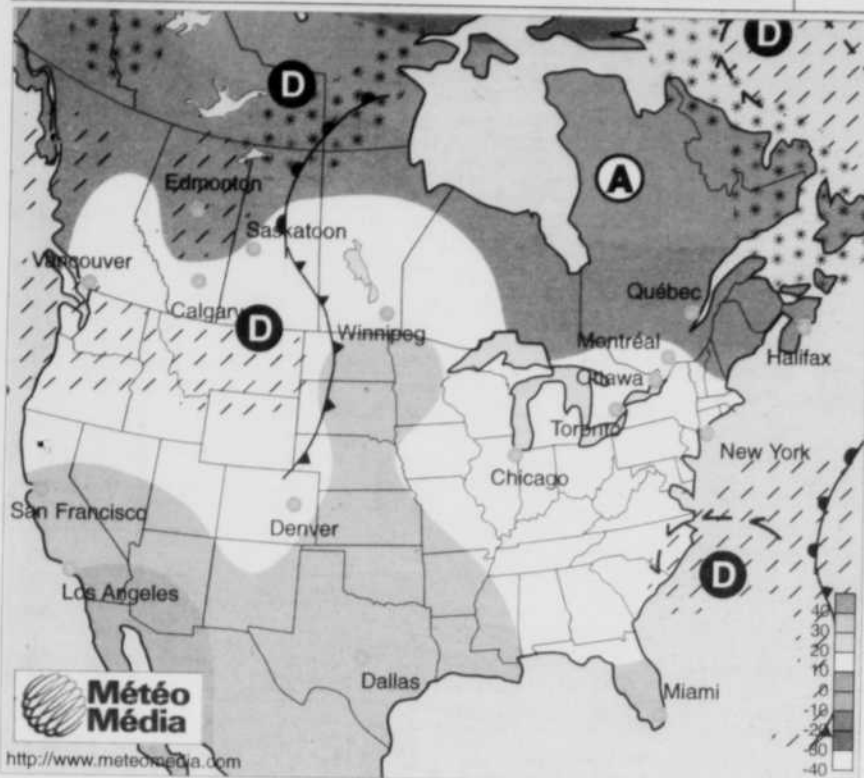 D
D
A
Edmonton
Saskatoon
Vancouver
Calgary
D
Winnipeg
Québec
Montréal
Halifax
Ottawa
Toronto
New York
Chicago
San Francisco
Denver
D
Los Angeles
Dallas
Miami
Météo
Média
http://www.meteomedia.com
40
30
20
10
0
-10
-20
-30
-40